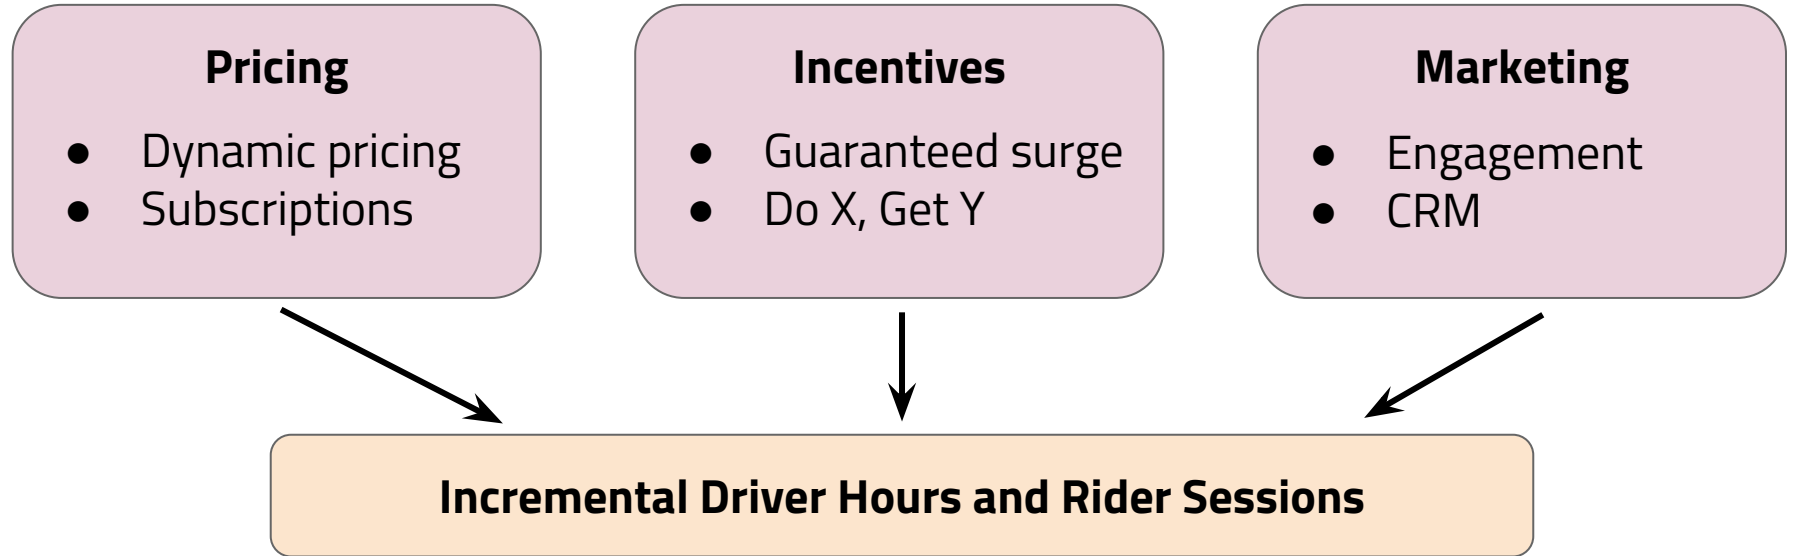 Pricing
● Dynamic pricing
● Subscriptions
Incentives
● Guaranteed surge
● Do X, Get Y
Marketing
● Engagement
● CRM
Incremental Driver Hours and Rider Sessions